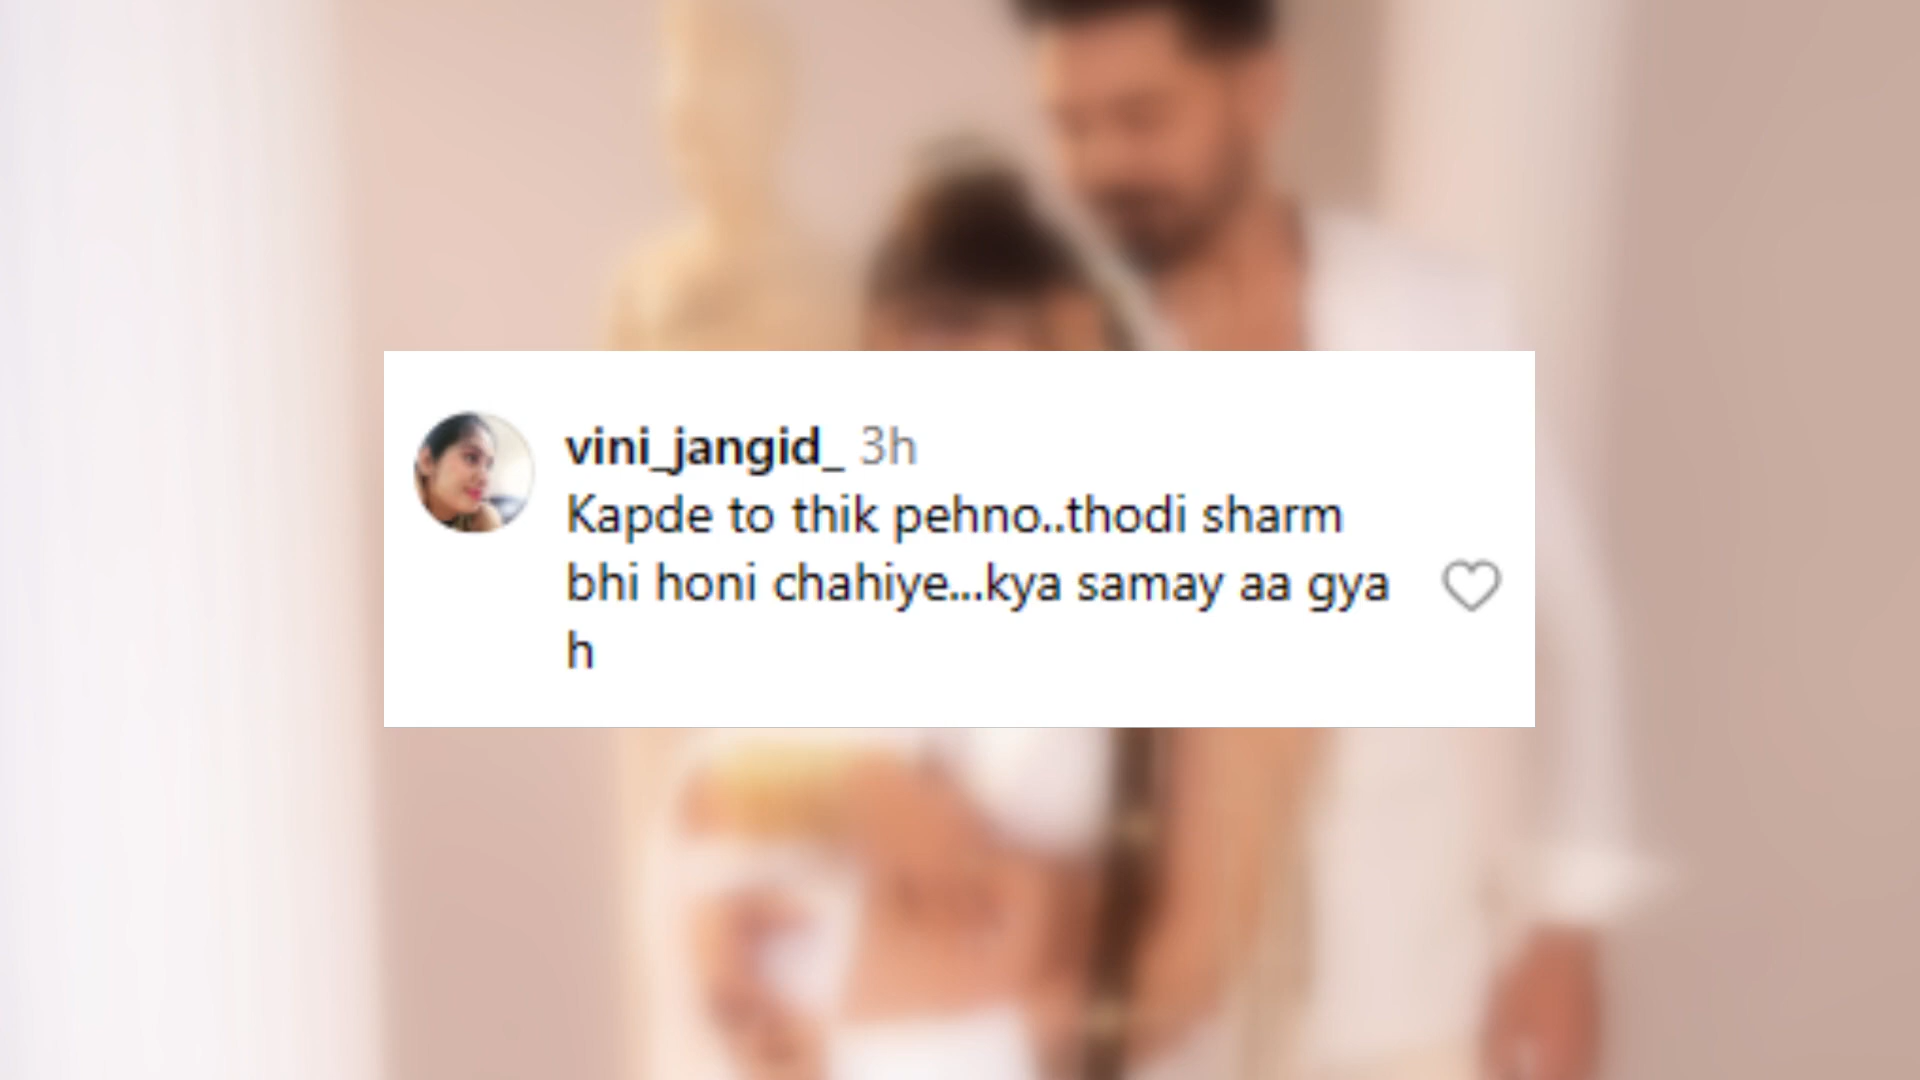 vini_jangid_ 3h
Kapde to thik pehno..thodi sharm
bhi honi chahiye...kya samay aa gya
h